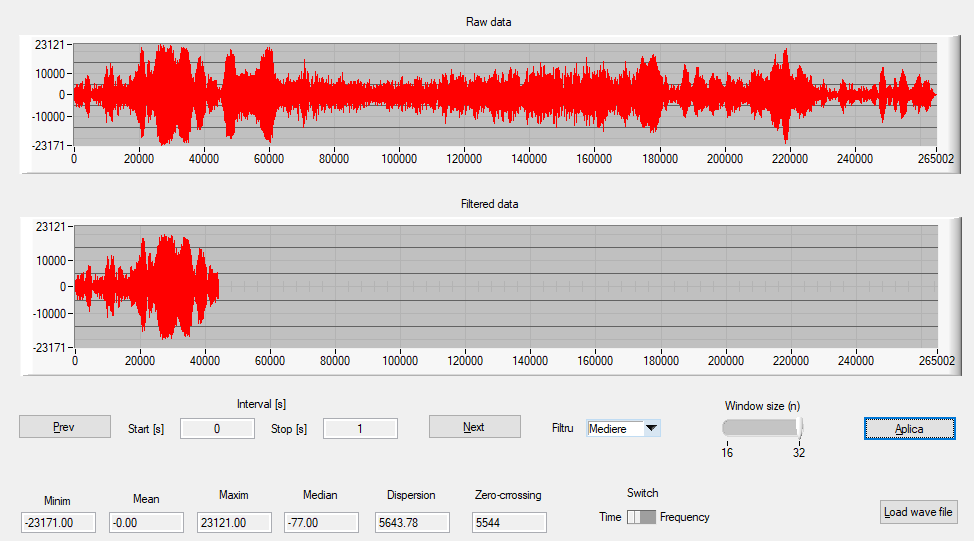 Raw data
23121
10000
0
-10000
-23171
0 20000 40000 60000 80000 100000 120000 140000 160000 180000 200000 220000 240000 265002
Filtered data
23121
10000
0
-10000
-23171
0 20000 40000 60000 80000 100000 120000 140000 160000 180000 200000 220000 240000 265002
Interval [s]
Window size (n)
Prev Start [s] 0 Stop [s] 1 Next Filtru Mediere Aplica
16 32
Minim Mean Maxim Median Dispersion Zero-crrossing Switch
-23171.00 -0.00 23121.00 -77.00 5643.78 5544 Time Frequency Load wave file